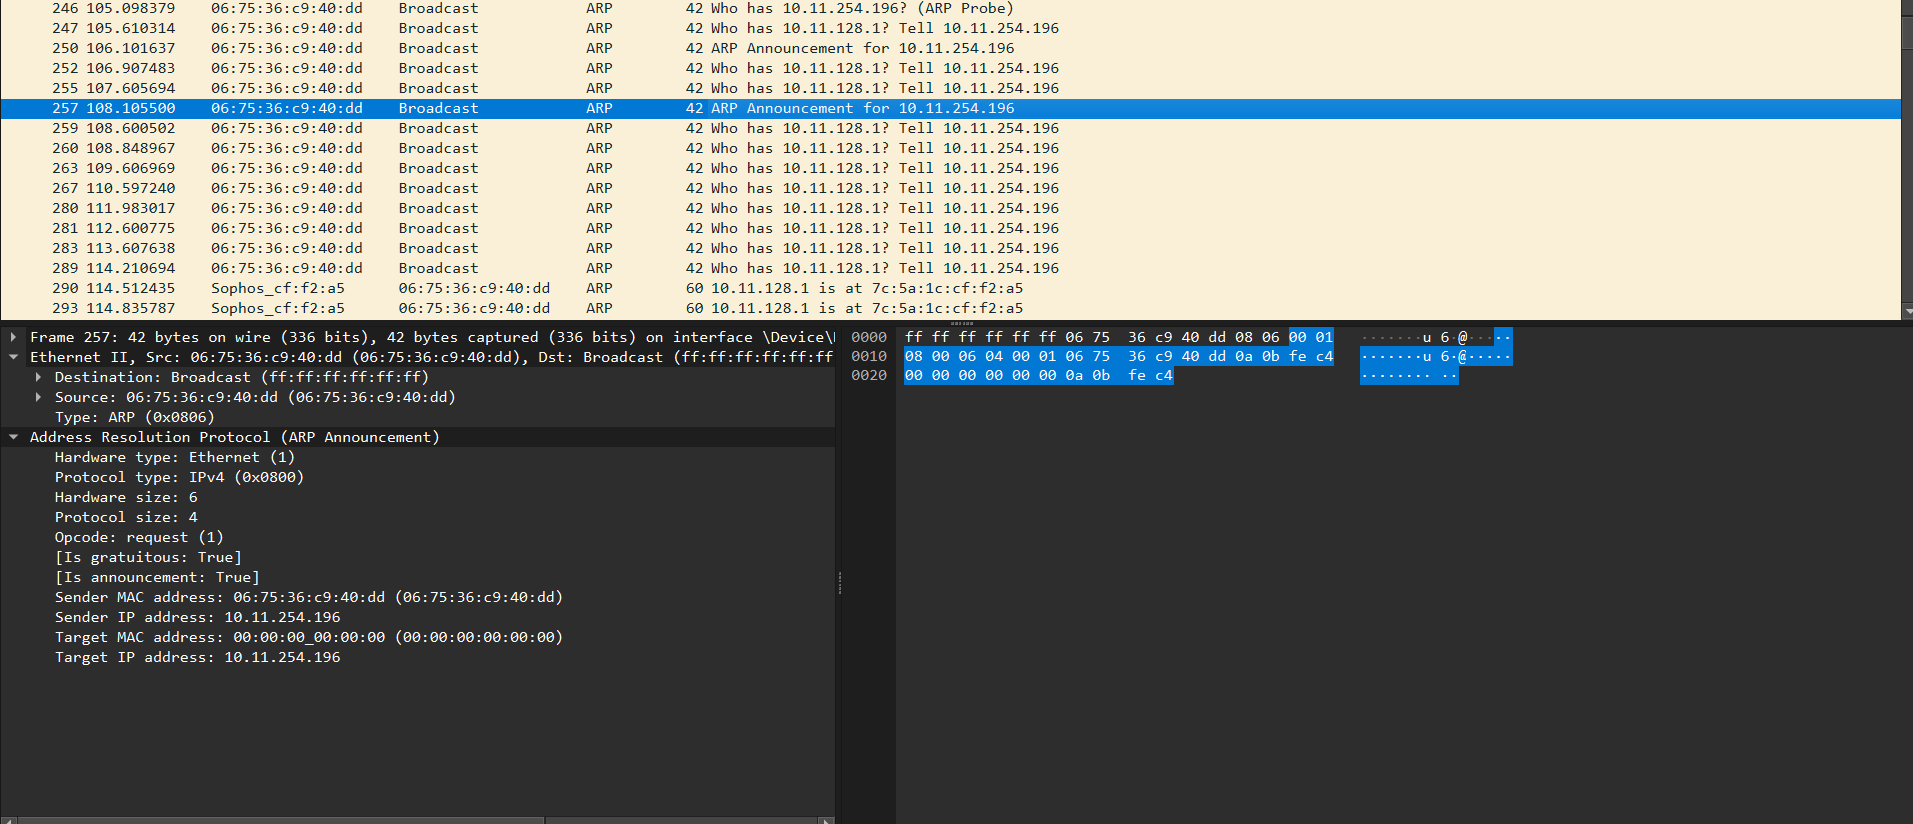 246 105.098379 06:75:36:c9:40:dd Broadcast ARP 42 Who has 10.11.254.196? (ARP Probe)
247 105.610314 06:75:36:c9:40:dd Broadcast ARP 42 Who has 10.11.128.1? Tell 10.11.254.196
250 106.101637 06:75:36:c9:40:dd Broadcast ARP 42 ARP Announcement for 10.11.254.196
252 106.907483 06:75:36:c9:40:dd Broadcast ARP 42 Who has 10.11.128.1? Tell 10.11.254.196
255 107.605694 06:75:36:c9:40:dd Broadcast ARP 42 Who has 10.11.128.1? Tell 10.11.254.196
257 108.105500 06:75:36:c9:40:dd Broadcast ARP 42 ARP Announcement for 10.11.254.196
259 108.600502 06:75:36:c9:40:dd Broadcast ARP 42 Who has 10.11.128.1? Tell 10.11.254.196
260 108.848967 06:75:36:c9:40:dd Broadcast ARP 42 Who has 10.11.128.1? Tell 10.11.254.196
263 109.606969 06:75:36:c9:40:dd Broadcast ARP 42 Who has 10.11.128.1? Tell 10.11.254.196
267 110.597240 06:75:36:c9:40:dd Broadcast ARP 42 Who has 10.11.128.1? Tell 10.11.254.196
280 111.983017 06:75:36:c9:40:dd Broadcast ARP 42 Who has 10.11.128.1? Tell 10.11.254.196
281 112.600775 06:75:36:c9:40:dd Broadcast ARP 42 Who has 10.11.128.1? Tell 10.11.254.196
283 113.607638 06:75:36:c9:40:dd Broadcast ARP 42 Who has 10.11.128.1? Tell 10.11.254.196
289 114.210694 06:75:36:c9:40:dd Broadcast ARP 42 Who has 10.11.128.1? Tell 10.11.254.196
290 114.512435 Sophos_cf:f2:a5 06:75:36:c9:40:dd ARP 60 10.11.128.1 is at 7c:5a:1c:cf:f2:a5
293 114.835787 Sophos_cf:f2:a5 06:75:36:c9:40:dd ARP 60 10.11.128.1 is at 7c:5a:1c:cf:f2:a5
Frame 257: 42 bytes on wire (336 bits), 42 bytes captured (336 bits) on interface \Device\
Ethernet II, Src: 06:75:36:c9:40:dd (06:75:36:c9:40:dd), Dst: Broadcast (ff:ff:ff:ff:ff:ff
Destination: Broadcast (ff:ff:ff:ff:ff:ff)
Source: 06:75:36:c9:40:dd (06:75:36:c9:40:dd)
Type: ARP (0x0806)
Address Resolution Protocol (ARP Announcement)
Hardware type: Ethernet (1)
Protocol type: IPv4 (0x0800)
Hardware size: 6
Protocol size: 4
Opcode: request (1)
[Is gratuitous: True]
[Is announcement: True]
Sender MAC address: 06:75:36:c9:40:dd (06:75:36:c9:40:dd)
Sender IP address: 10.11.254.196
Target MAC address: 00:00:00_00:00:00 (00:00:00:00:00:00)
Target IP address: 10.11.254.196
0000 ff ff ff ff ff ff 06 75 36 c9 40 dd 08 06 00 01 ·······u 6·@·····
0010 08 00 06 04 00 01 06 75 36 c9 40 dd 0a 0b fe c4 ·······u 6·@·····
0020 00 00 00 00 00 00 0a 0b fe c4 ········ ··